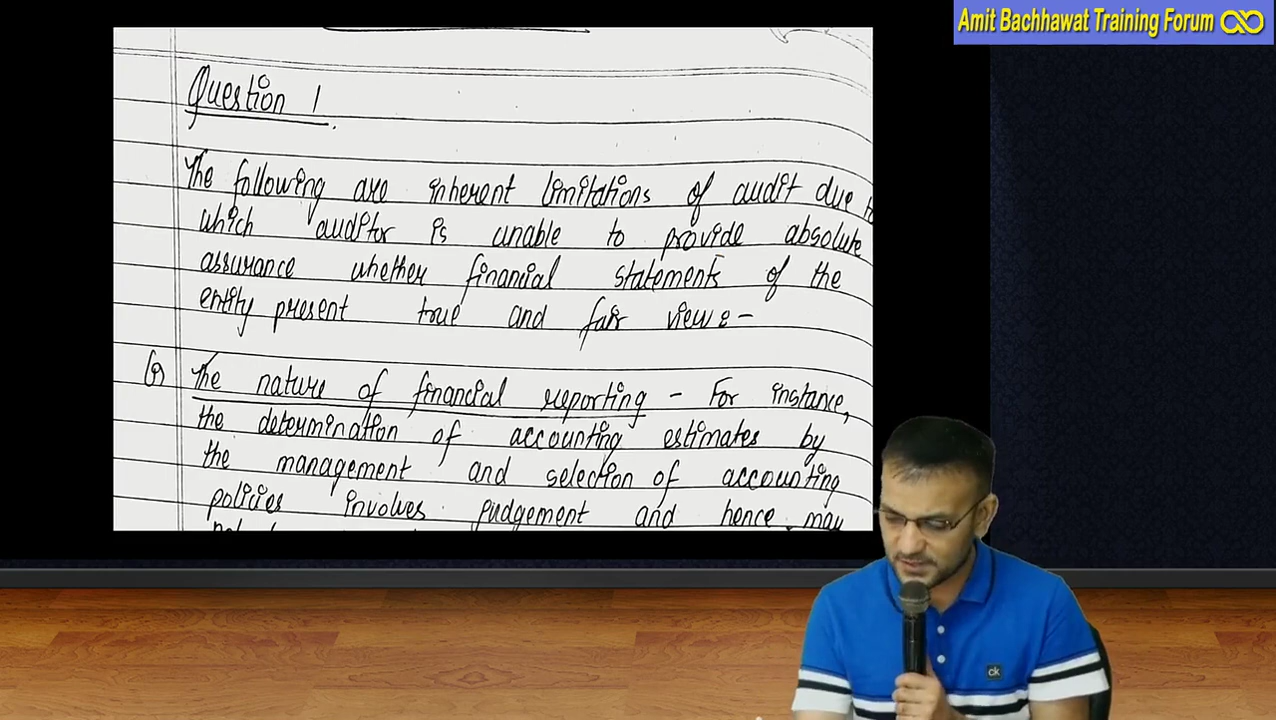 Amit Bachhawat Training Forum
Question 1
The following are inherent limitations of audit due
which auditor is unable to provide absolute
assurance whether financial statements of the
entity present true and fair view :-
(i) The nature of financial reporting - For instance,
the determination of accounting estimates by
the management and selection of accounting
policies involves judgement and hence may
ck